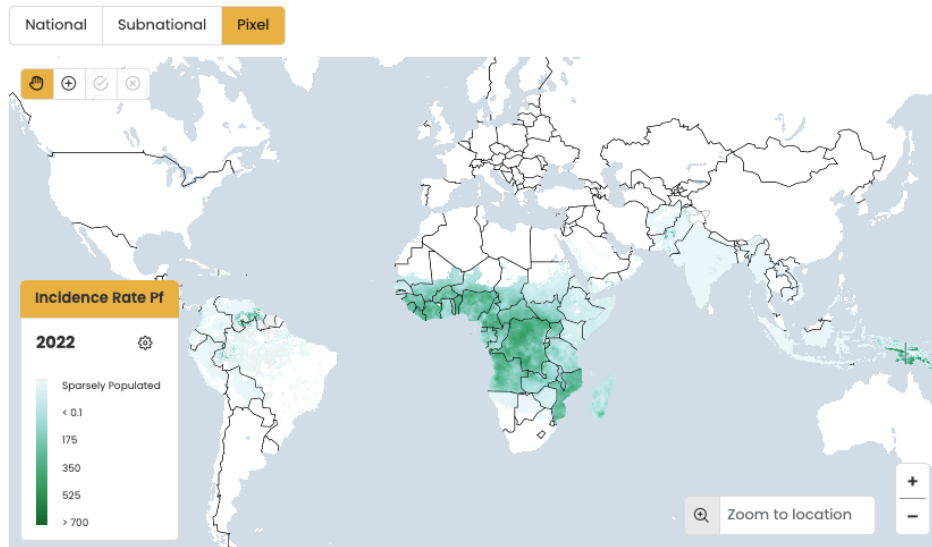 National Subnational Pixel
Incidence Rate Pf
2022
Sparsely Populated
< 0.1
175
350
525
> 700
+
Zoom to location
−